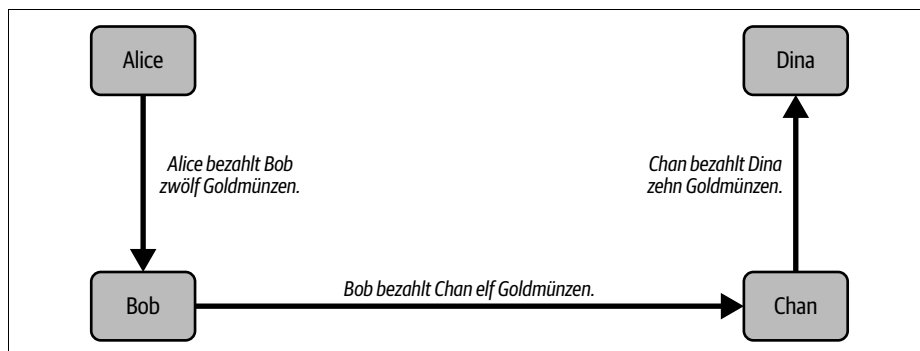 Alice
Dina
Alice bezahlt Bob
zwölf Goldmünzen.
Chan bezahlt Dina
zehn Goldmünzen.
Bob bezahlt Chan elf Goldmünzen.
Bob
Chan